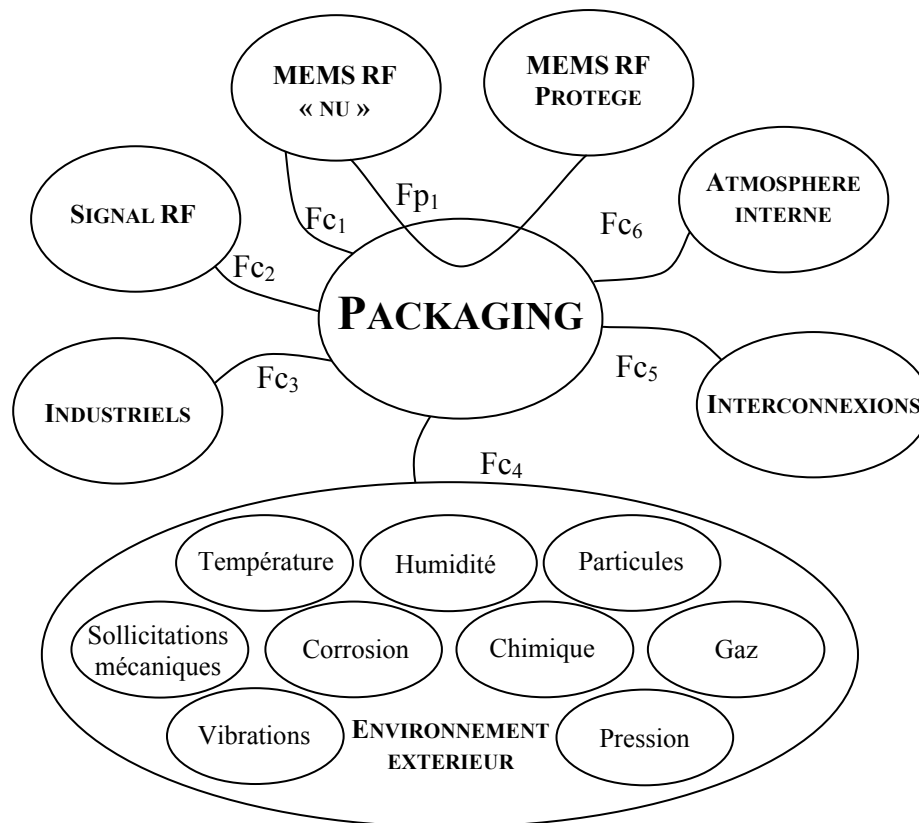 MEMS RF
« NU »
MEMS RF
PROTEGE
SIGNAL RF
ATMOSPHERE
INTERNE
Fp₁
Fc₁
Fc₆
Fc₂
PACKAGING
Fc₃
Fc₅
INDUSTRIELS
INTERCONNEXIONS
Fc₄
Température
Humidité
Particules
Sollicitations
mécaniques
Corrosion
Chimique
Gaz
Vibrations
ENVIRONNEMENT
EXTERIEUR
Pression